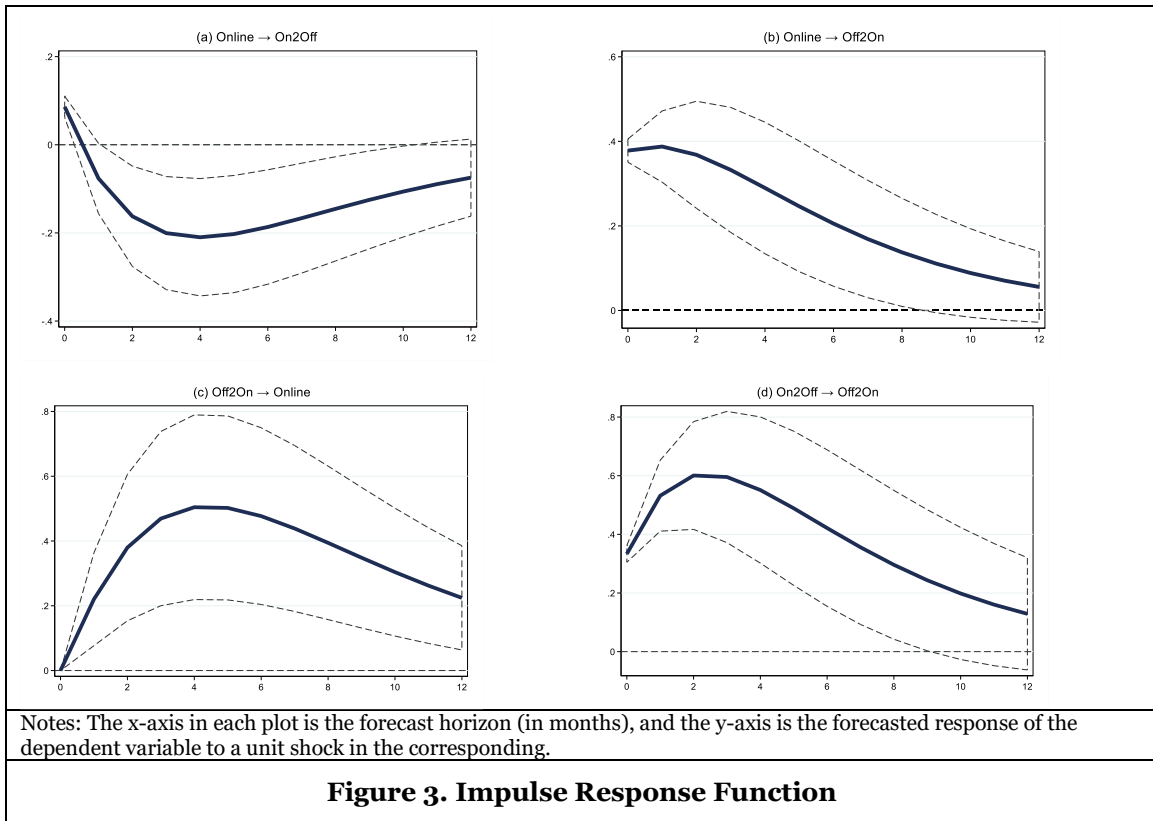 (a) Online → On2Off
.2
0
-.2
-.4
0 2 4 6 8 10 12
(b) Online → Off2On
.6
.4
.2
0
0 2 4 6 8 10 12
(c) Off2On → Online
.8
.6
.4
.2
0
0 2 4 6 8 10 12
(d) On2Off → Off2On
.8
.6
.4
.2
0
0 2 4 6 8 10 12
Notes: The x-axis in each plot is the forecast horizon (in months), and the y-axis is the forecasted response of the
dependent variable to a unit shock in the corresponding.
Figure 3. Impulse Response Function